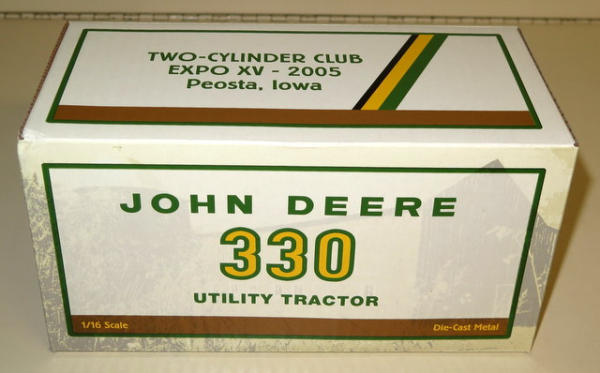 TWO-CYLINDER CLUB
EXPO XV - 2005
Peosta, Iowa
JOHN DEERE
330
UTILITY TRACTOR
1/16 Scale
Die-Cast Metal